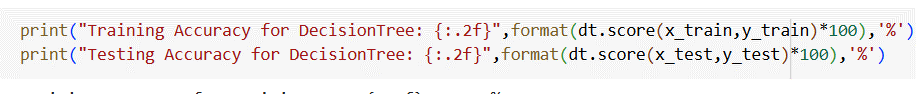 print("Training Accuracy for DecisionTree: {:.2f}",format(dt.score(x_train,y_train)*100),'%')
print("Testing Accuracy for DecisionTree: {:.2f}",format(dt.score(x_test,y_test)*100),'%')